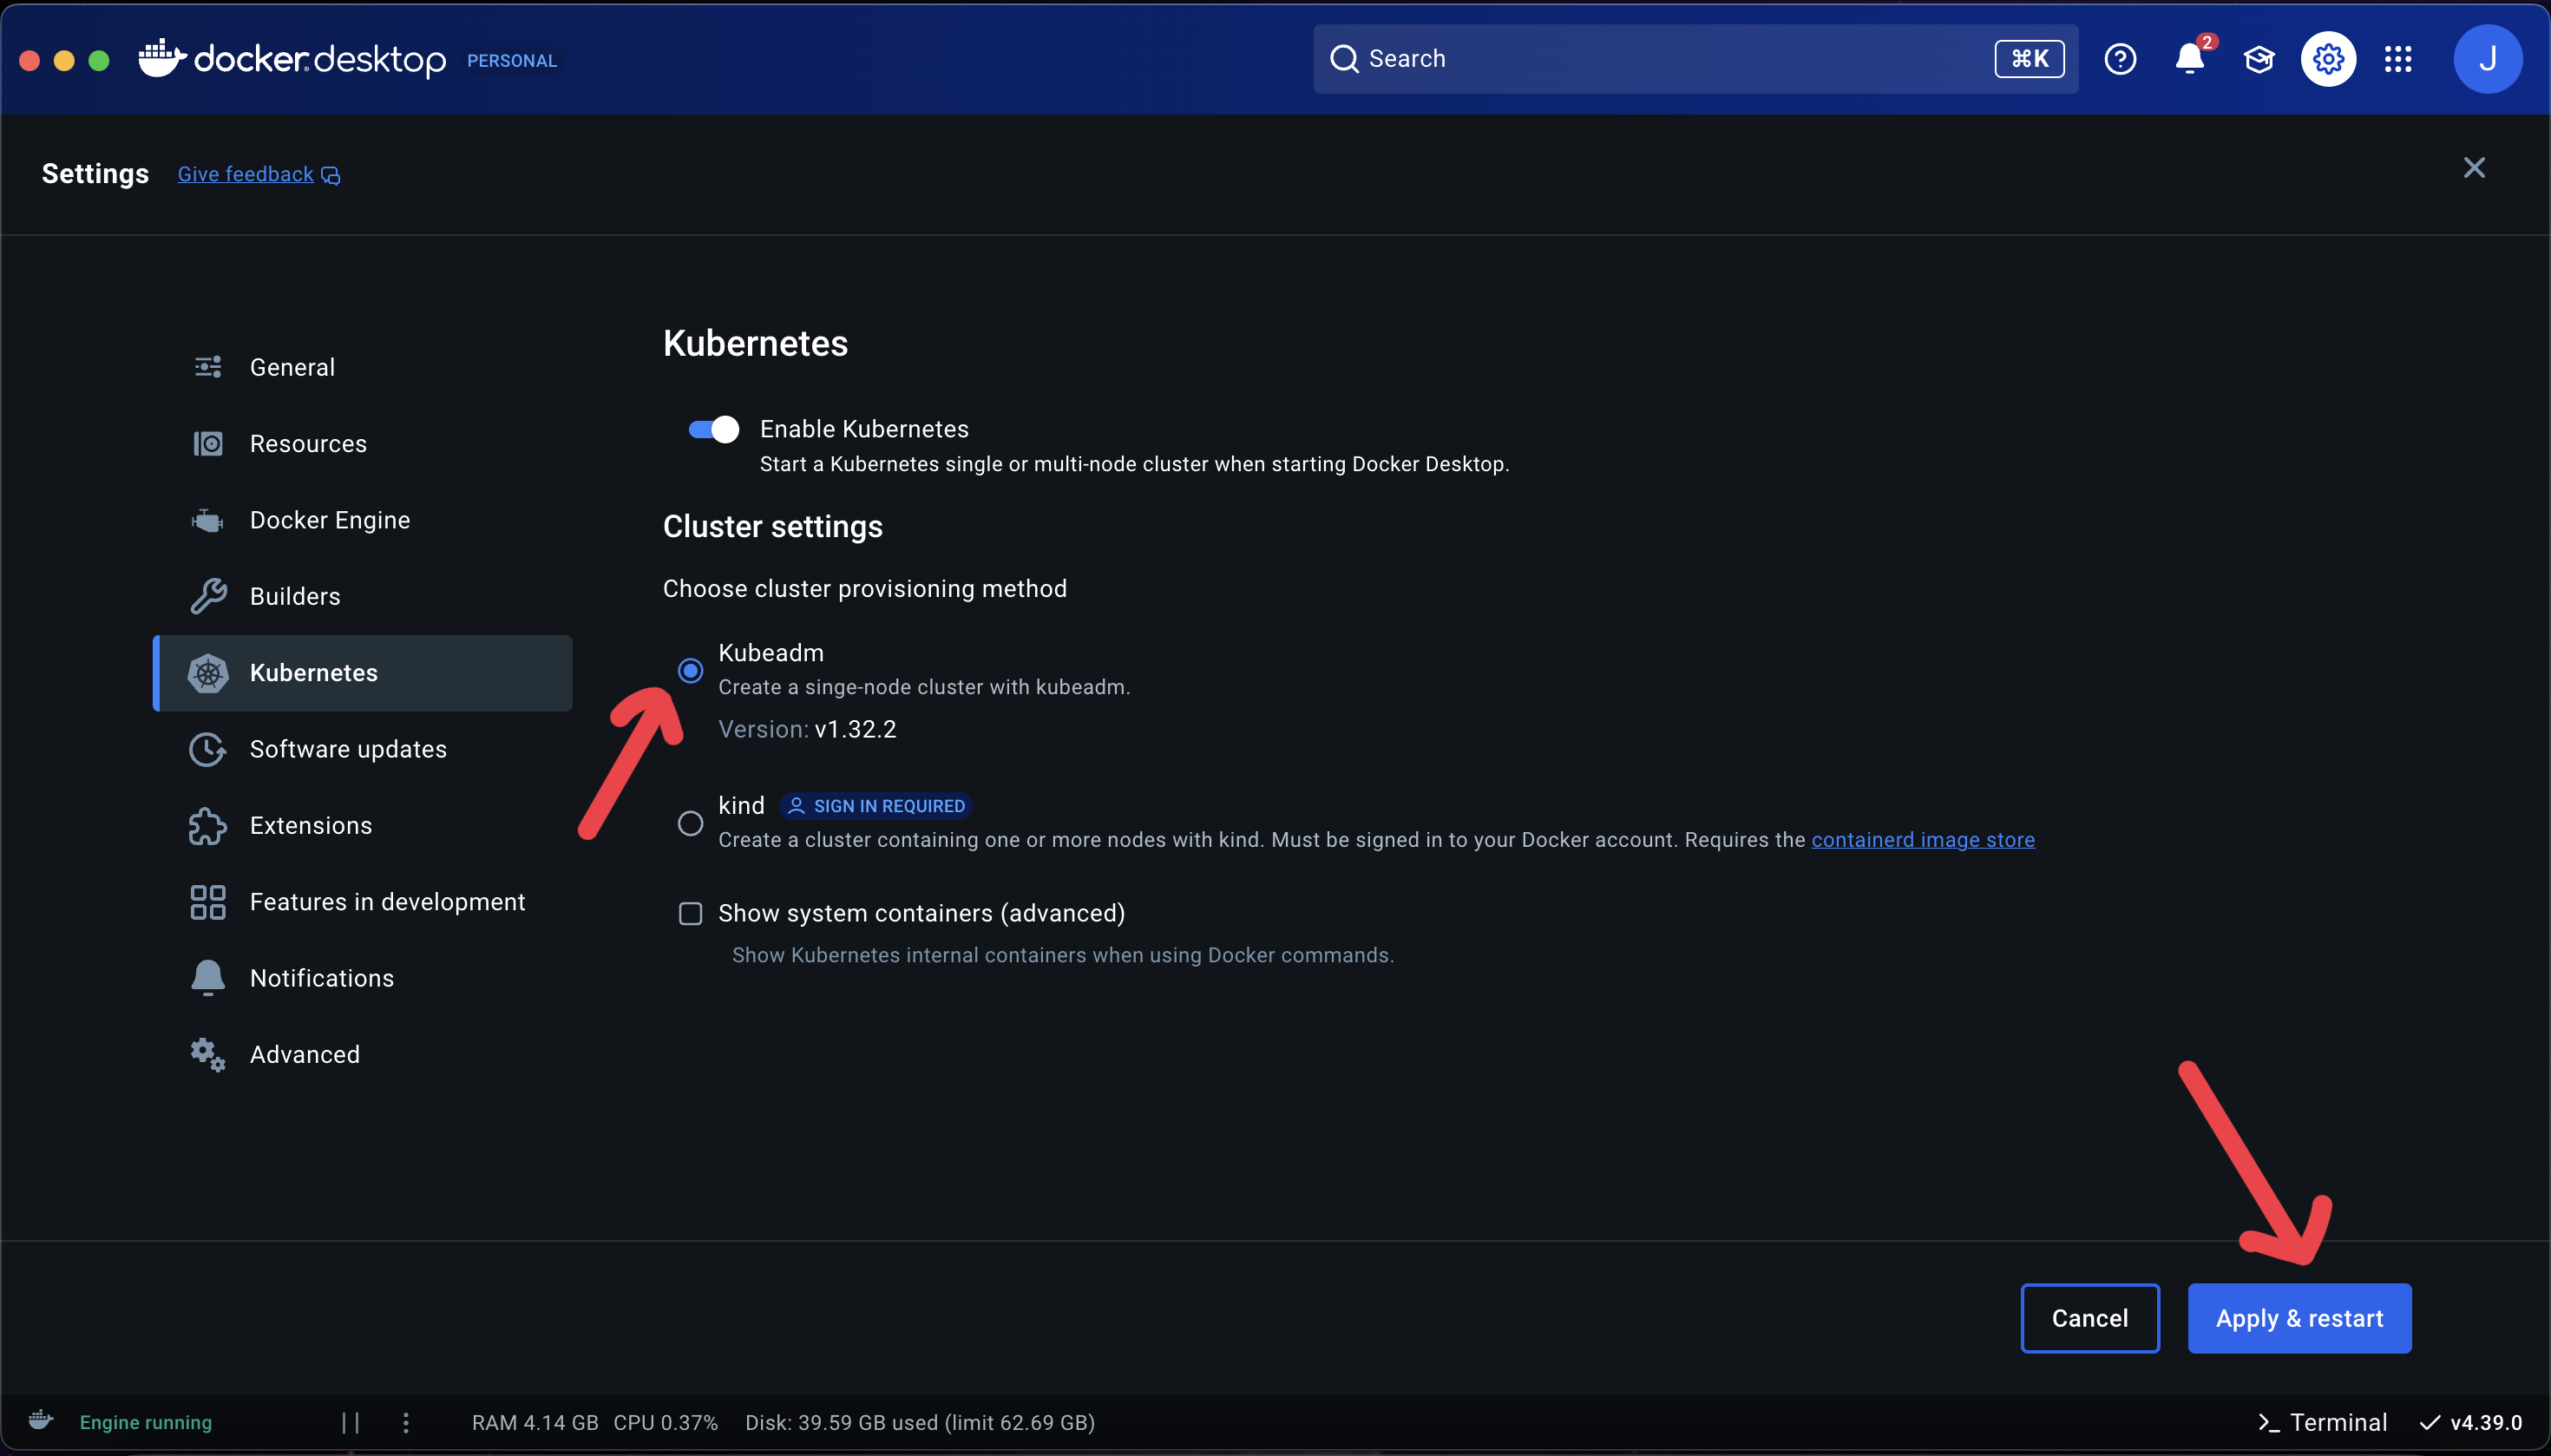 docker desktop PERSONAL
Search ⌘K
2
J
Settings Give feedback
General
Resources
Docker Engine
Builders
Kubernetes
Software updates
Extensions
Features in development
Notifications
Advanced
Kubernetes
Enable Kubernetes
Start a Kubernetes single or multi-node cluster when starting Docker Desktop.
Cluster settings
Choose cluster provisioning method
Kubeadm
Create a singe-node cluster with kubeadm.
Version: v1.32.2
kind SIGN IN REQUIRED
Create a cluster containing one or more nodes with kind. Must be signed in to your Docker account. Requires the containerd image store
Show system containers (advanced)
Show Kubernetes internal containers when using Docker commands.
Cancel Apply & restart
Engine running RAM 4.14 GB CPU 0.37% Disk: 39.59 GB used (limit 62.69 GB) >_ Terminal v4.39.0